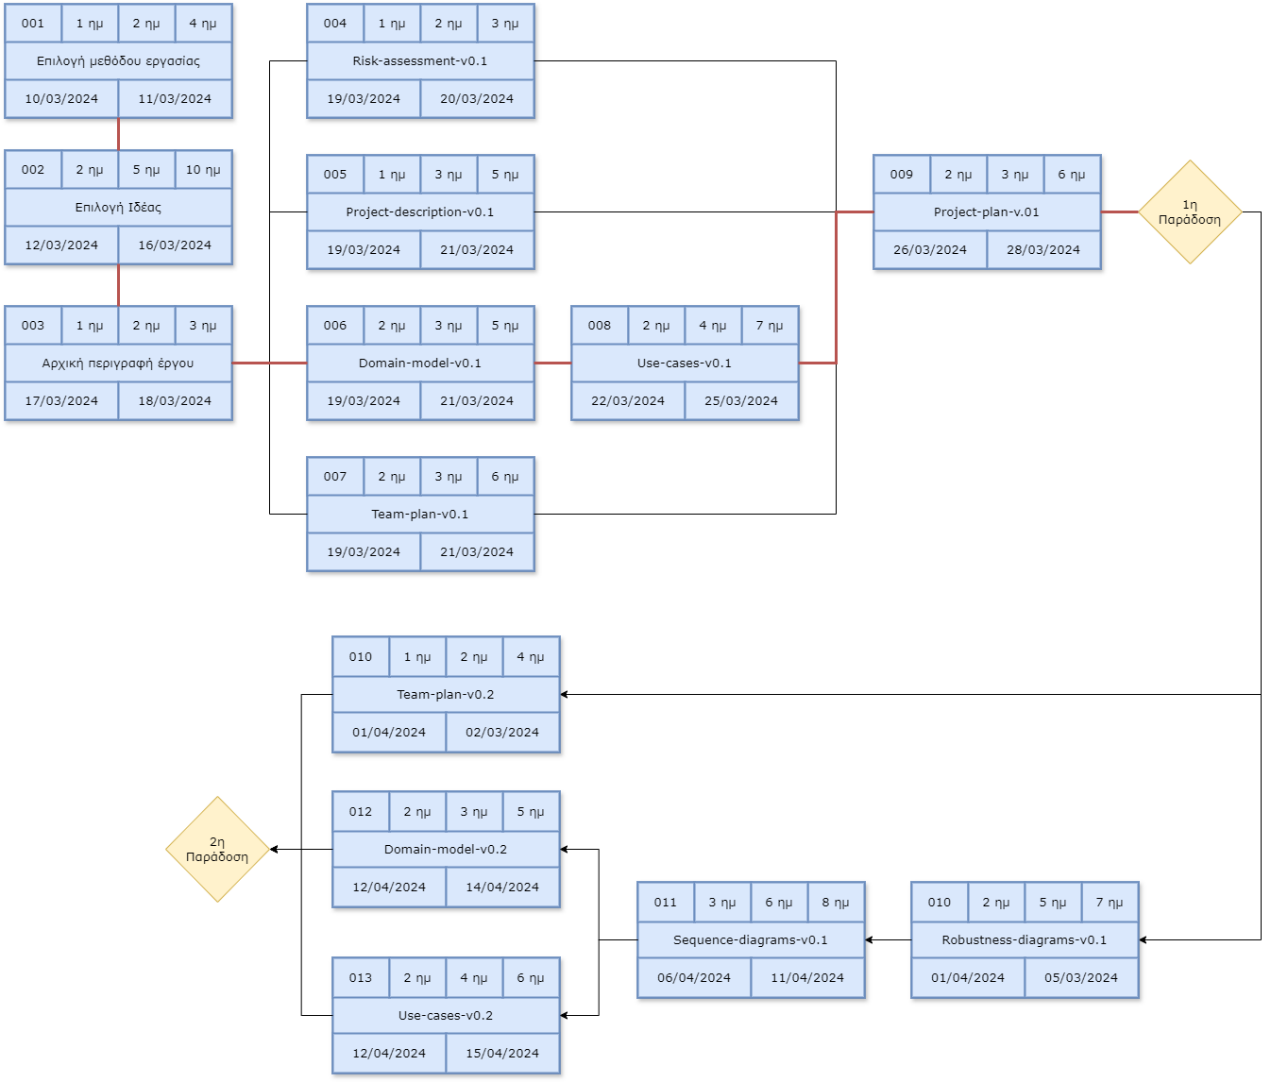 001 1 ημ 2 ημ 4 ημ
Επιλογή μεθόδου εργασίας
10/03/2024 11/03/2024
002 2 ημ 5 ημ 10 ημ
Επιλογή Ιδέας
12/03/2024 16/03/2024
003 1 ημ 2 ημ 3 ημ
Αρχική περιγραφή έργου
17/03/2024 18/03/2024
004 1 ημ 2 ημ 3 ημ
Risk-assessment-v0.1
19/03/2024 20/03/2024
005 1 ημ 3 ημ 5 ημ
Project-description-v0.1
19/03/2024 21/03/2024
006 2 ημ 3 ημ 5 ημ
Domain-model-v0.1
19/03/2024 21/03/2024
007 2 ημ 3 ημ 6 ημ
Team-plan-v0.1
19/03/2024 21/03/2024
008 2 ημ 4 ημ 7 ημ
Use-cases-v0.1
22/03/2024 25/03/2024
009 2 ημ 3 ημ 6 ημ
Project-plan-v.01
26/03/2024 28/03/2024
1η
Παράδοση
010 1 ημ 2 ημ 4 ημ
Team-plan-v0.2
01/04/2024 02/03/2024
010 2 ημ 5 ημ 7 ημ
Robustness-diagrams-v0.1
01/04/2024 05/03/2024
011 3 ημ 6 ημ 8 ημ
Sequence-diagrams-v0.1
06/04/2024 11/04/2024
012 2 ημ 3 ημ 5 ημ
Domain-model-v0.2
12/04/2024 14/04/2024
013 2 ημ 4 ημ 6 ημ
Use-cases-v0.2
12/04/2024 15/04/2024
2η
Παράδοση